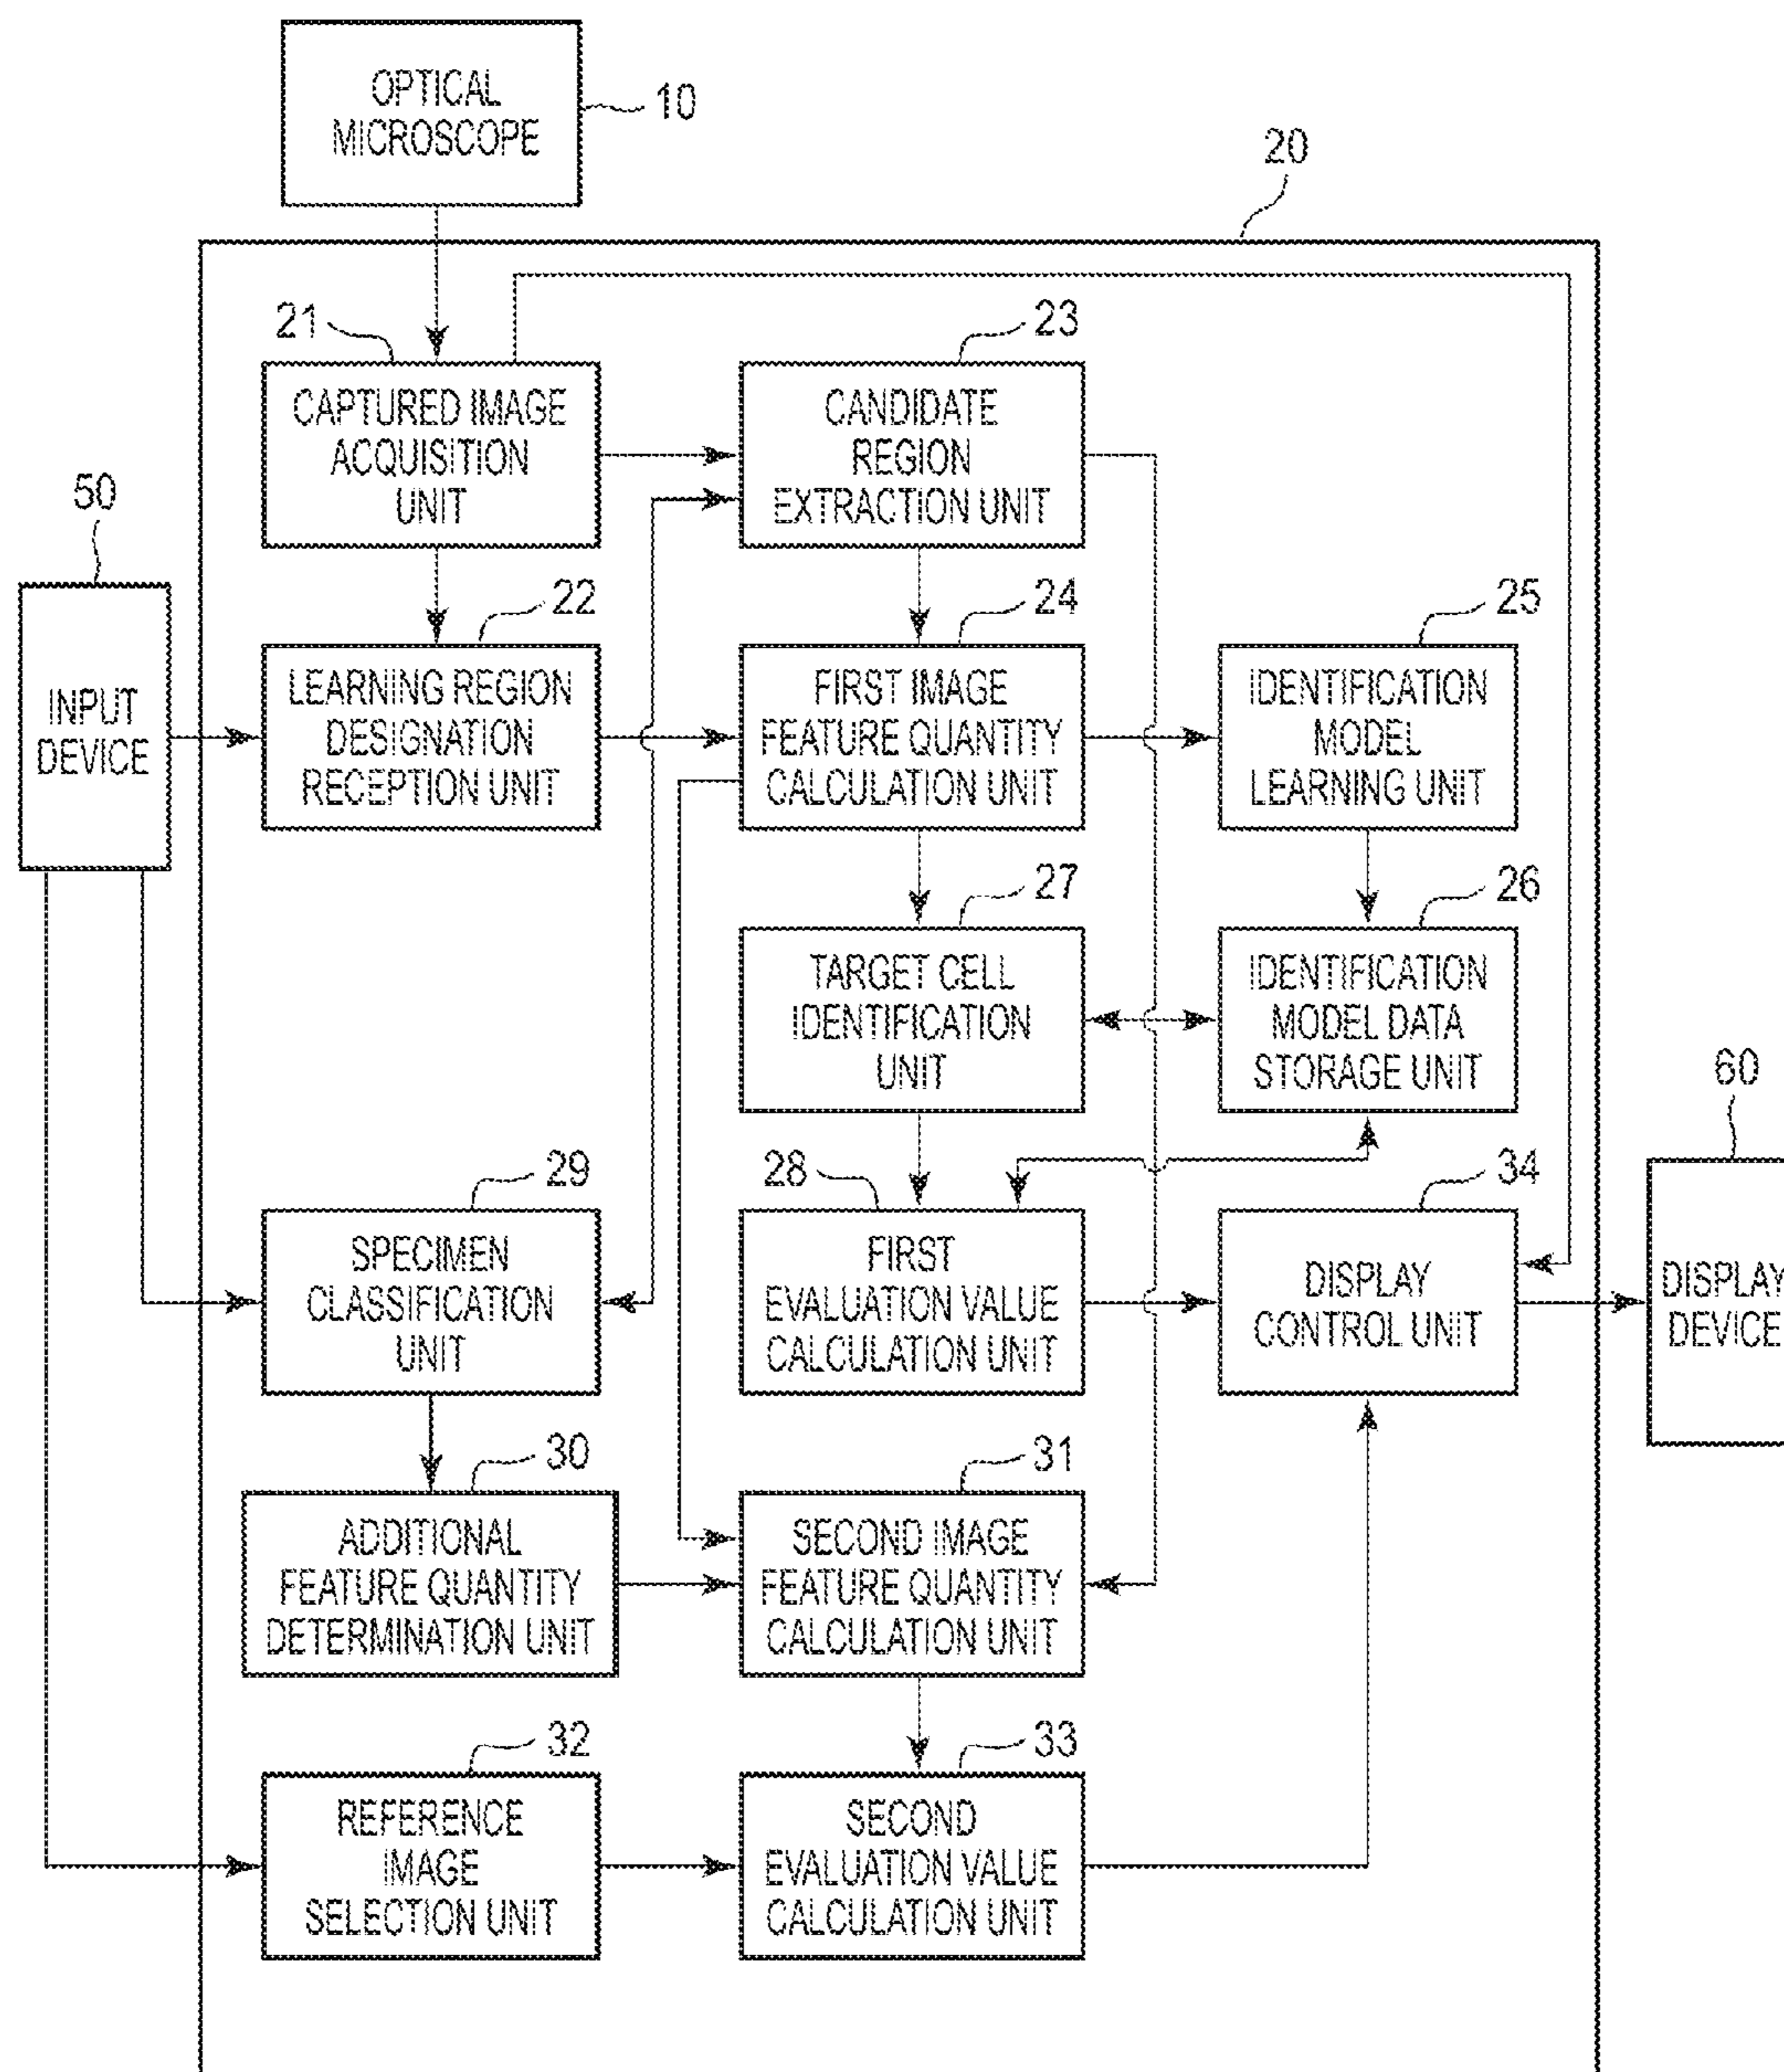 OPTICAL
MICROSCOPE
10
20
21
CAPTURED IMAGE
ACQUISITION
UNIT
23
CANDIDATE
REGION
EXTRACTION UNIT
50
INPUT
DEVICE
22
LEARNING REGION
DESIGNATION
RECEPTION UNIT
24
FIRST IMAGE
FEATURE QUANTITY
CALCULATION UNIT
25
IDENTIFICATION
MODEL
LEARNING UNIT
27
TARGET CELL
IDENTIFICATION
UNIT
26
IDENTIFICATION
MODEL DATA
STORAGE UNIT
29
SPECIMEN
CLASSIFICATION
UNIT
28
FIRST
EVALUATION VALUE
CALCULATION UNIT
34
DISPLAY
CONTROL UNIT
60
DISPLAY
DEVICE
30
ADDITIONAL
FEATURE QUANTITY
DETERMINATION UNIT
31
SECOND IMAGE
FEATURE QUANTITY
CALCULATION UNIT
32
REFERENCE
IMAGE
SELECTION UNIT
33
SECOND
EVALUATION VALUE
CALCULATION UNIT